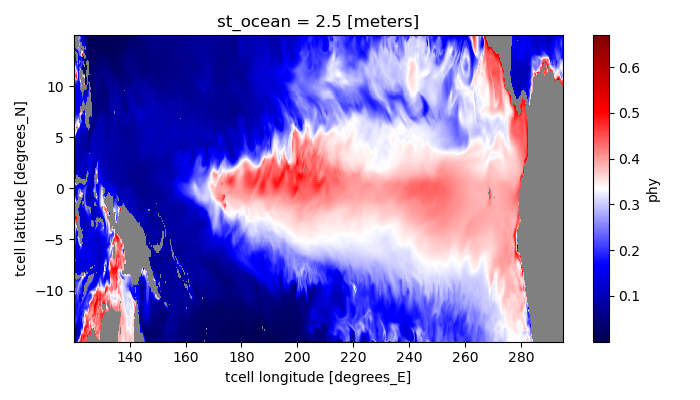 st_ocean = 2.5 [meters]
10
5
0
−5
−10
tcell latitude [degrees_N]
140 160 180 200 220 240 260 280
tcell longitude [degrees_E]
0.6
0.5
0.4
0.3
0.2
0.1
phy